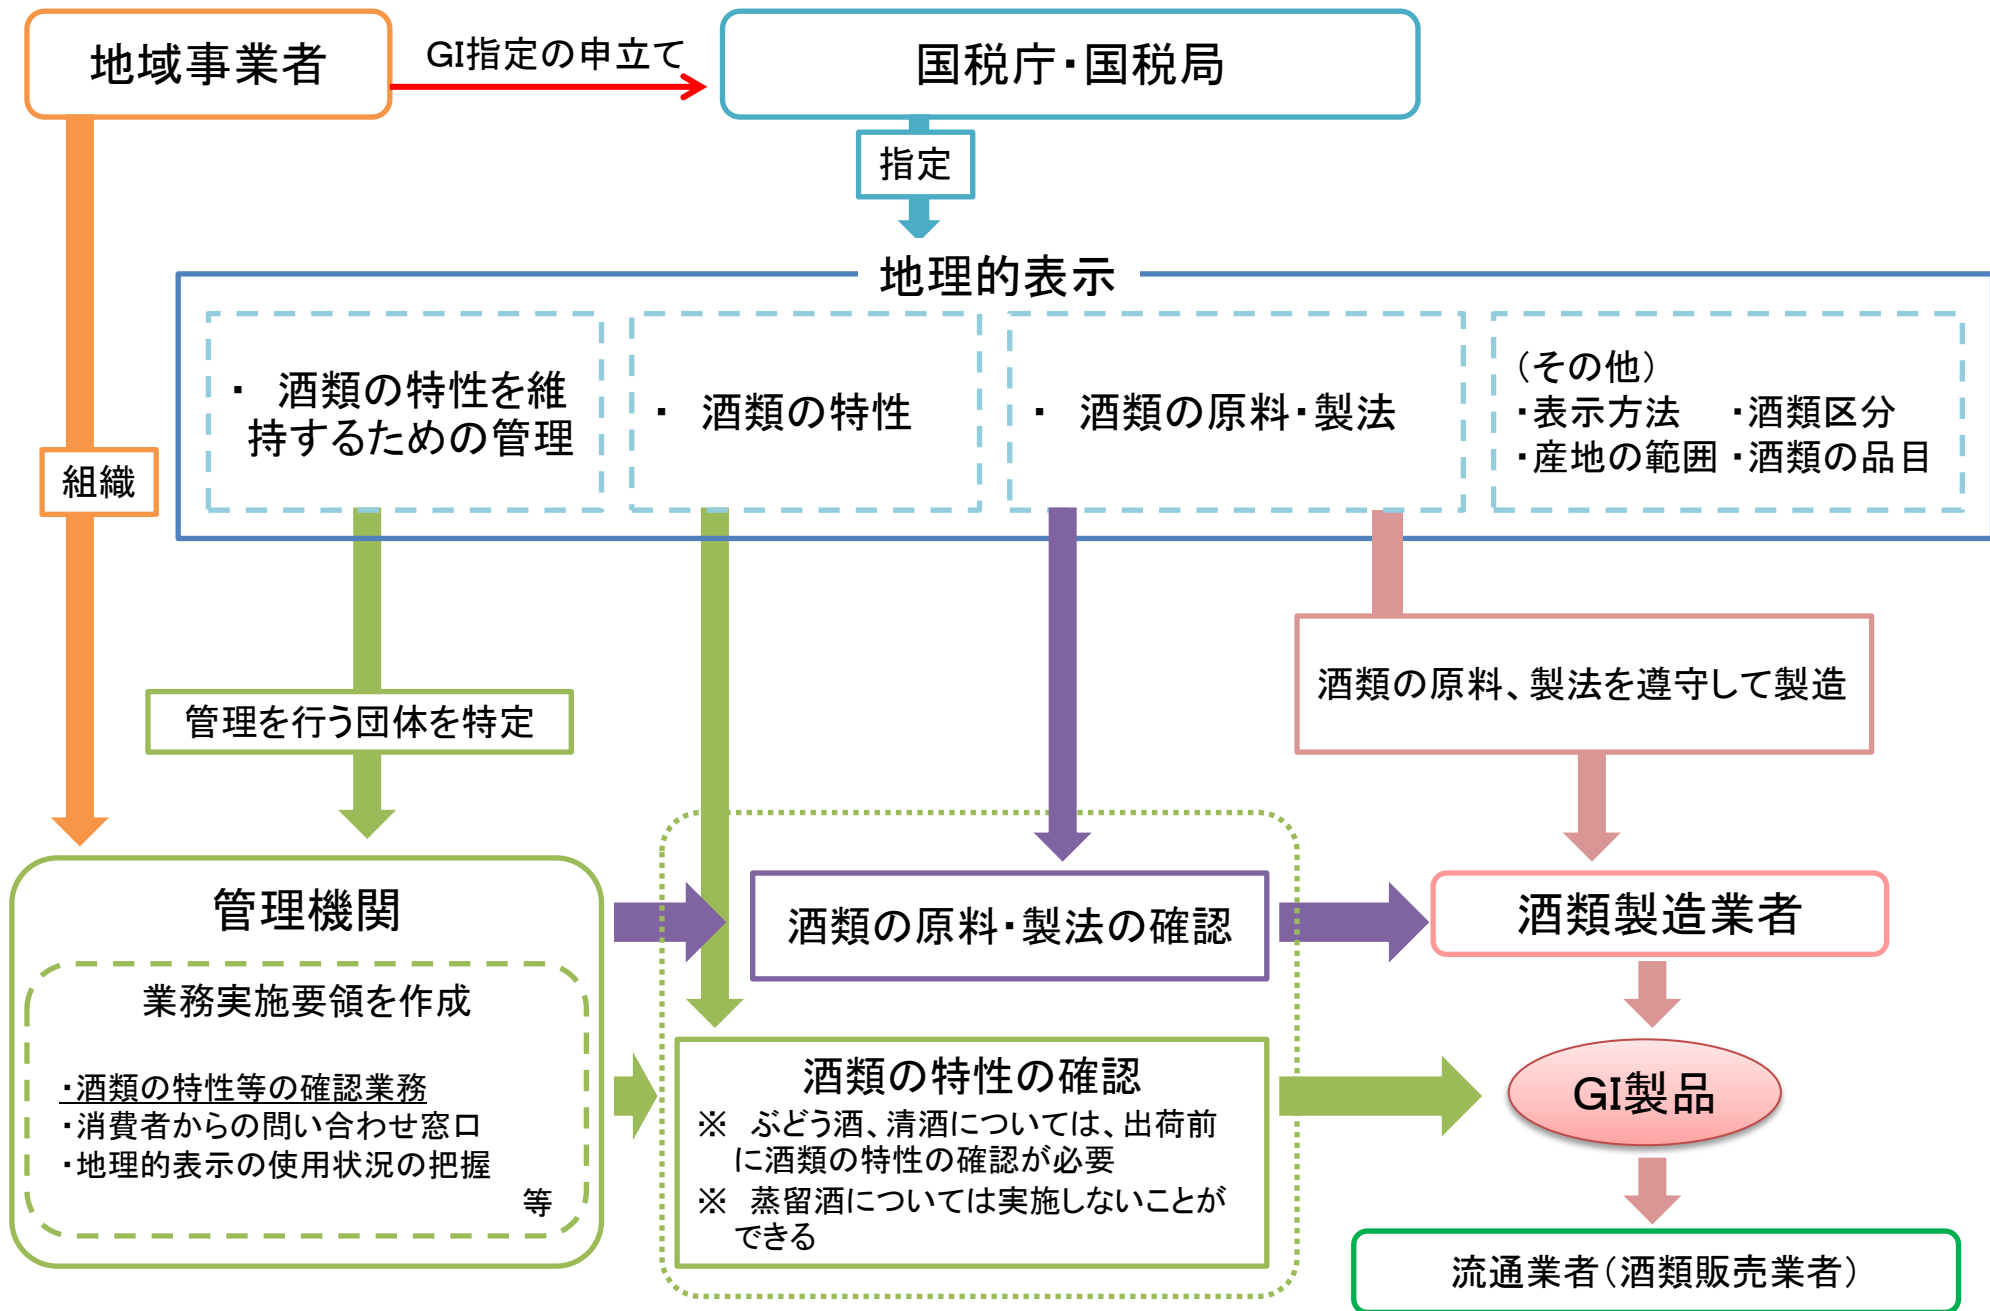 地域事業者
GI指定の申立て
国税庁・国税局
指定
地理的表示
・ 酒類の特性を維
持するための管理
・ 酒類の特性
・ 酒類の原料・製法
（その他）
・表示方法 ・酒類区分
・産地の範囲 ・酒類の品目
組織
管理を行う団体を特定
酒類の原料、製法を遵守して製造
管理機関
業務実施要領を作成
・酒類の特性等の確認業務
・消費者からの問い合わせ窓口
・地理的表示の使用状況の把握
等
酒類の原料・製法の確認
酒類の特性の確認
※ ぶどう酒、清酒については、出荷前
に酒類の特性の確認が必要
※ 蒸留酒については実施しないことが
できる
酒類製造業者
GI製品
流通業者（酒類販売業者）